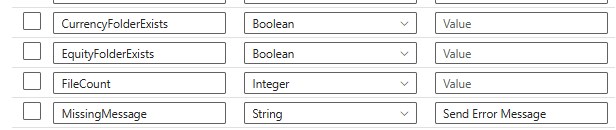 CurrencyFolderExists Boolean Value
EquityFolderExists Boolean Value
FileCount Integer Value
MissingMessage String Send Error Message